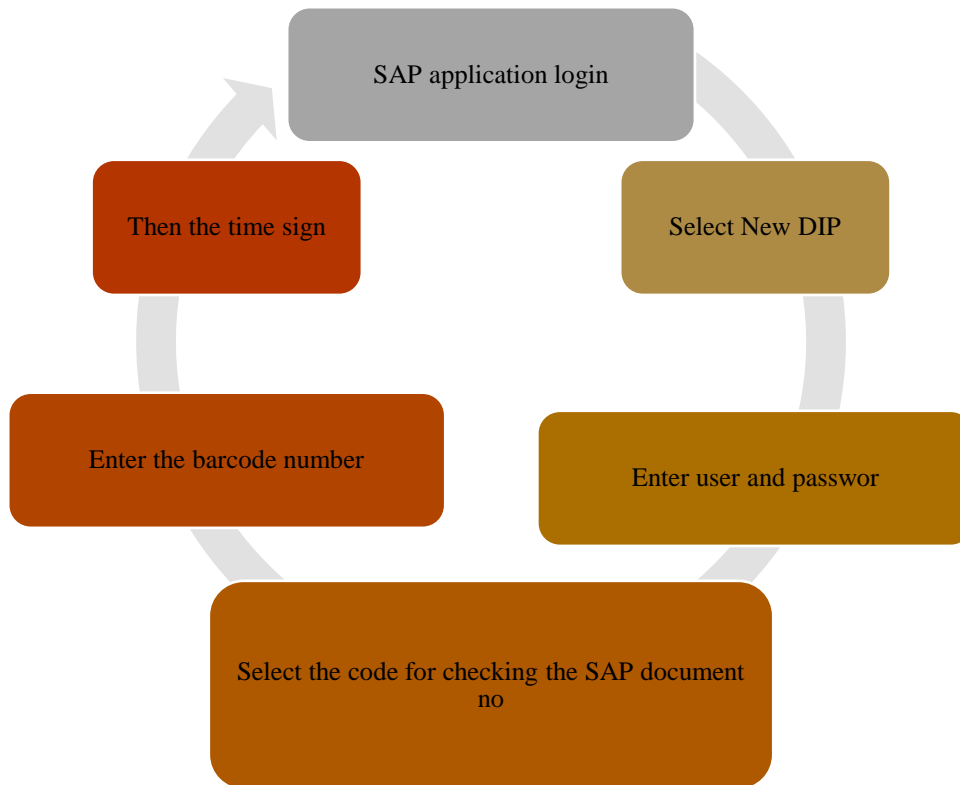 SAP application login
Select New DIP
Enter user and passwor
Select the code for checking the SAP document
no
Enter the barcode number
Then the time sign